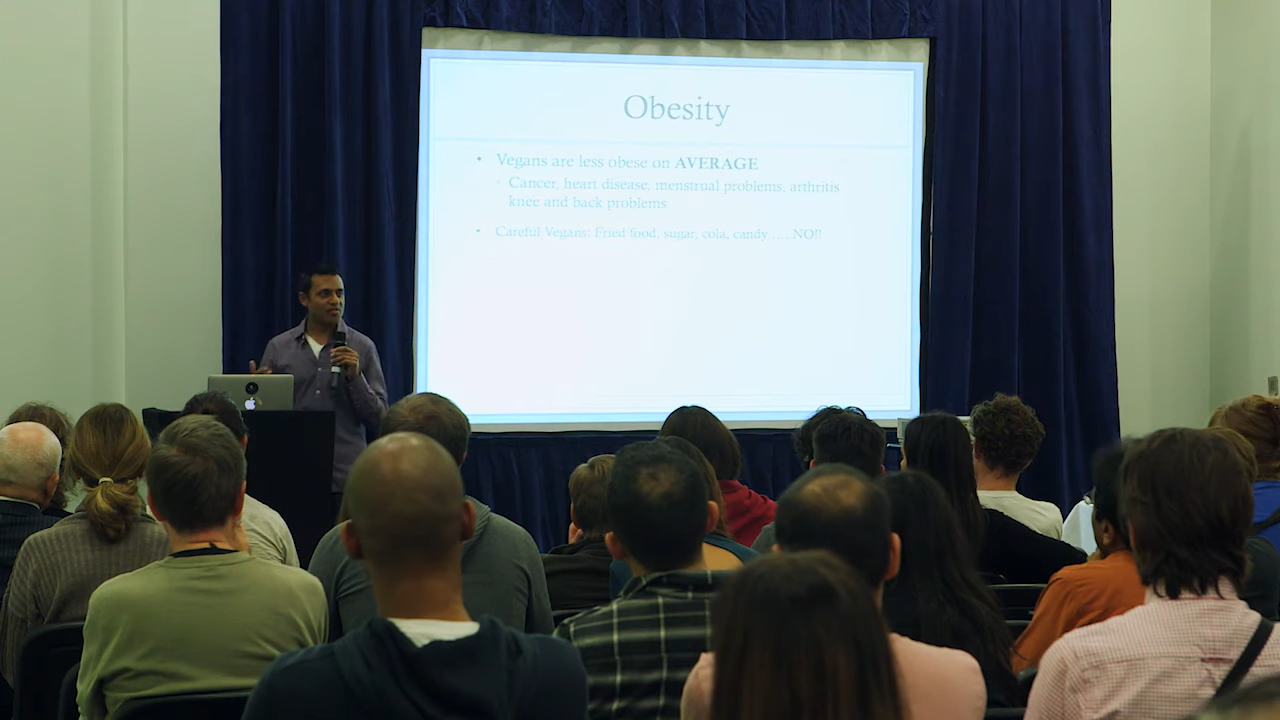 Obesity
• Vegans are less obese on AVERAGE
• Cancer, heart disease, menstrual problems, arthritis
knee and back problems
• Careful Vegans: Fried food, sugar, cola, candy .... NO!!